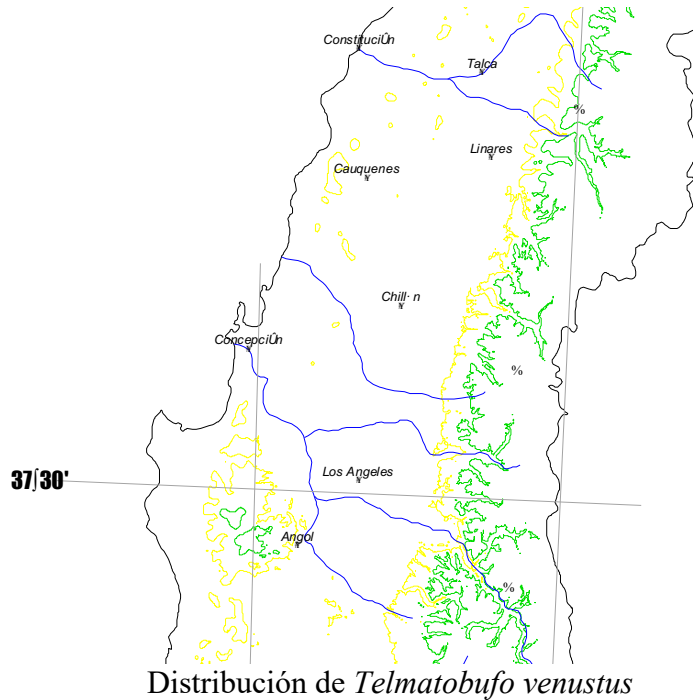 ConstituciÛn
Talca
%
Linares
Cauquenes
Chill· n
ConcepciÛn
%
Los Angeles
37∫30'
Angol
%
Distribución de Telmatobufo venustus